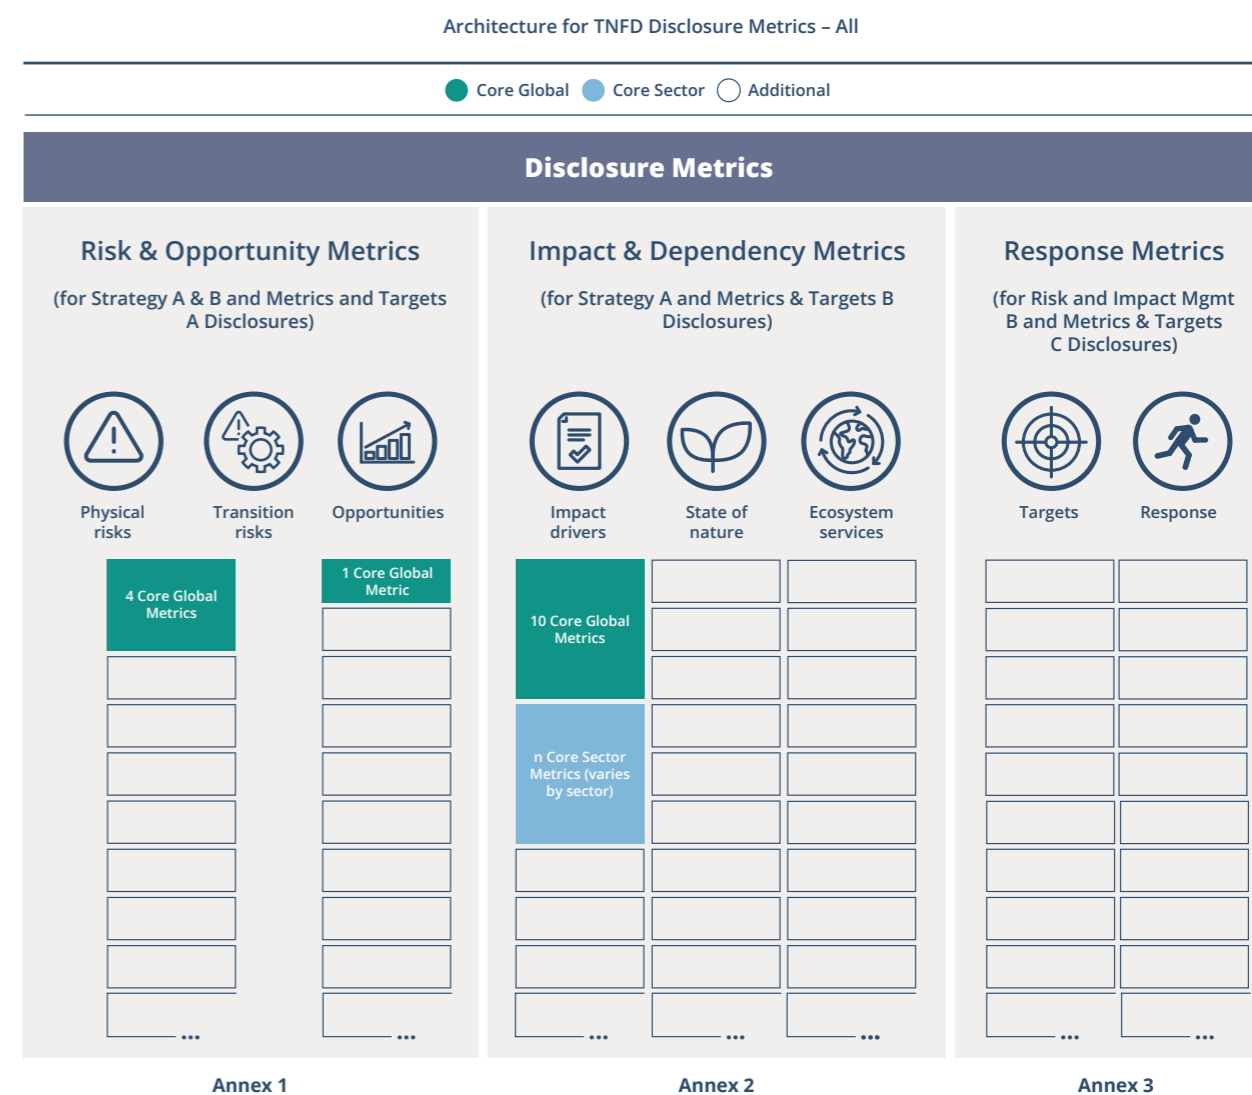 Architecture for TNFD Disclosure Metrics – All
Core Global
Core Sector
Additional
Disclosure Metrics
Risk & Opportunity Metrics
(for Strategy A & B and Metrics and Targets
A Disclosures)
Physical
risks
Transition
risks
Opportunities
4 Core Global
Metrics
1 Core Global
Metric
...
...
Annex 1
Impact & Dependency Metrics
(for Strategy A and Metrics & Targets B
Disclosures)
Impact
drivers
State of
nature
Ecosystem
services
10 Core Global
Metrics
n Core Sector
Metrics (varies
by sector)
...
...
...
Annex 2
Response Metrics
(for Risk and Impact Mgmt
B and Metrics & Targets
C Disclosures)
Targets
Response
...
...
Annex 3